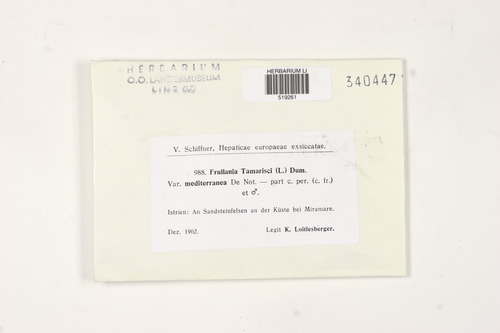 HERBARIUM
O.Ö. LANDESMUSEUM
LINZ
HERBARIUM LI
519261
340447
V. Schiffner, Hepaticae europaeae exsiccatae.
988. Frullania Tamarisci (L.) Dum.
Var. mediterranea De Not. — part c. per. (c. fr.)
et ♂.
Istrien: An Sandsteinfelsen an der Küste bei Miramare.
Dez. 1902. Legit K. Loitlesberger.